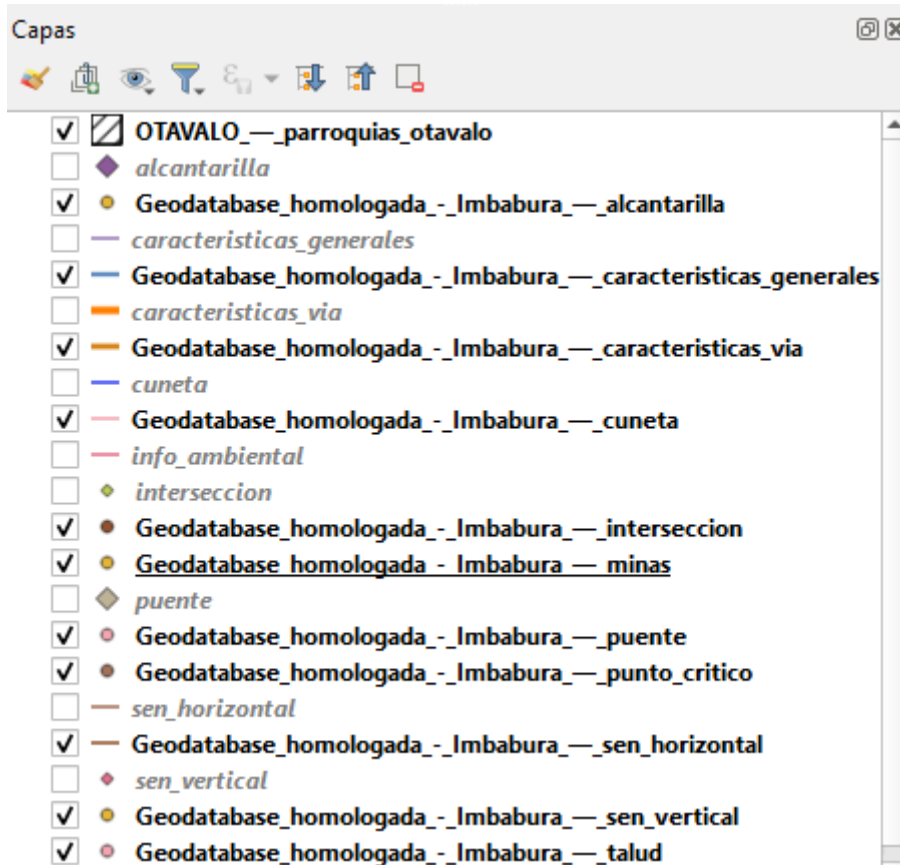 Capas
OTAVALO_—_parroquias_otavalo
alcantarilla
Geodatabase_homologada_-_Imbabura_—_alcantarilla
caracteristicas_generales
Geodatabase_homologada_-_Imbabura_—_caracteristicas_generales
caracteristicas_via
Geodatabase_homologada_-_Imbabura_—_caracteristicas_via
cuneta
Geodatabase_homologada_-_Imbabura_—_cuneta
info_ambiental
interseccion
Geodatabase_homologada_-_Imbabura_—_interseccion
Geodatabase_homologada_-_Imbabura_—_minas
puente
Geodatabase_homologada_-_Imbabura_—_puente
Geodatabase_homologada_-_Imbabura_—_punto_critico
sen_horizontal
Geodatabase_homologada_-_Imbabura_—_sen_horizontal
sen_vertical
Geodatabase_homologada_-_Imbabura_—_sen_vertical
Geodatabase_homologada_-_Imbabura_—_talud